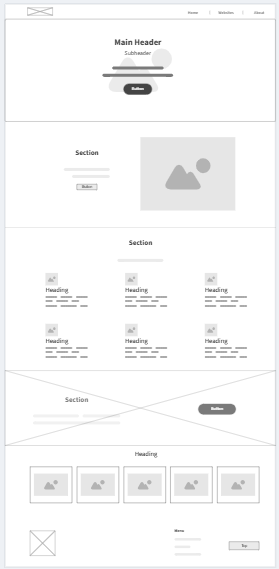 Home | Websites | About
Main Header
Subheader
Button
Section
Button
Section
Heading Heading Heading
Heading Heading Heading
Section
Button
Heading
Menu
Top